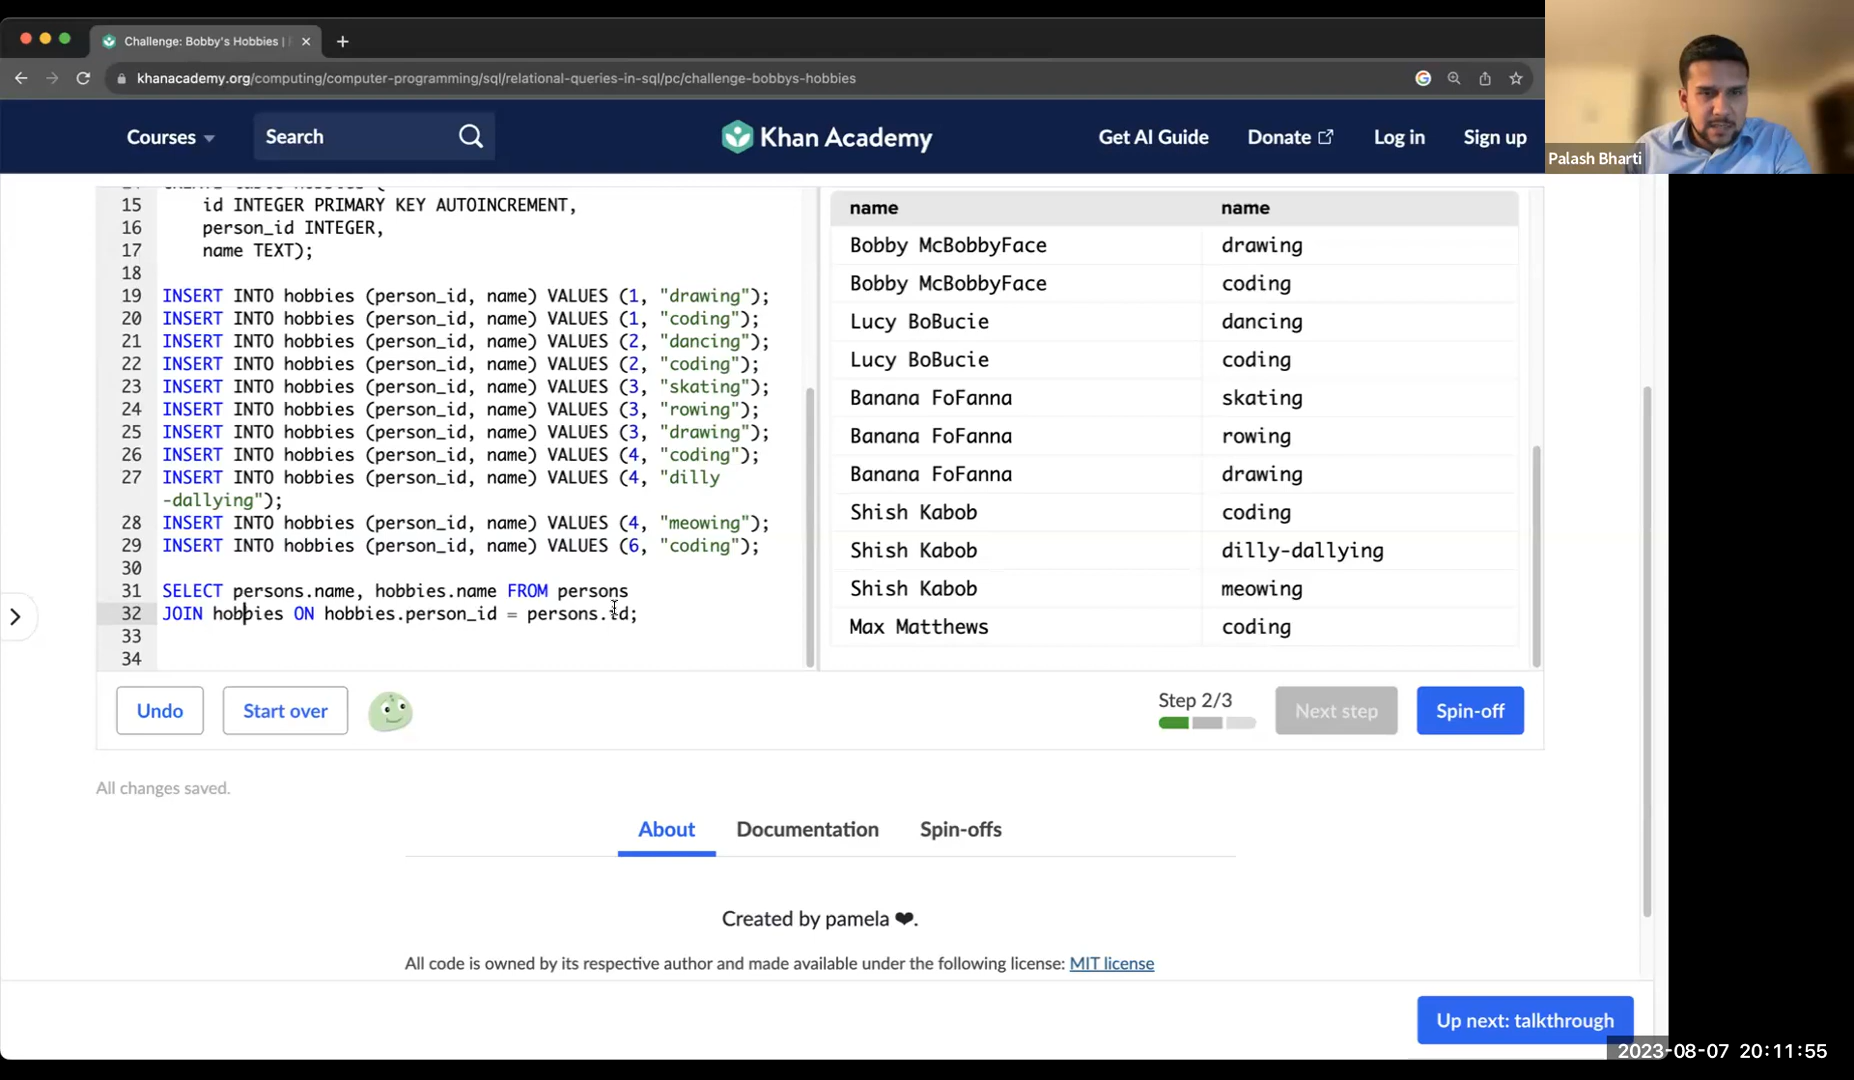 Challenge: Bobby's Hobbies |
khanacademy.org/computing/computer-programming/sql/relational-queries-in-sql/pc/challenge-bobbys-hobbies
Palash Bharti
Courses
Search
Khan Academy
Get AI Guide
Donate
Log in
Sign up
15 id INTEGER PRIMARY KEY AUTOINCREMENT,
16 person_id INTEGER,
17 name TEXT);
18
19 INSERT INTO hobbies (person_id, name) VALUES (1, "drawing");
20 INSERT INTO hobbies (person_id, name) VALUES (1, "coding");
21 INSERT INTO hobbies (person_id, name) VALUES (2, "dancing");
22 INSERT INTO hobbies (person_id, name) VALUES (2, "coding");
23 INSERT INTO hobbies (person_id, name) VALUES (3, "skating");
24 INSERT INTO hobbies (person_id, name) VALUES (3, "rowing");
25 INSERT INTO hobbies (person_id, name) VALUES (3, "drawing");
26 INSERT INTO hobbies (person_id, name) VALUES (4, "coding");
27 INSERT INTO hobbies (person_id, name) VALUES (4, "dilly
-dallying");
28 INSERT INTO hobbies (person_id, name) VALUES (4, "meowing");
29 INSERT INTO hobbies (person_id, name) VALUES (6, "coding");
30
31 SELECT persons.name, hobbies.name FROM persons
32 JOIN hobbies ON hobbies.person_id = persons.id;
33
34
name name
Bobby McBobbyFace drawing
Bobby McBobbyFace coding
Lucy BoBucie dancing
Lucy BoBucie coding
Banana FoFanna skating
Banana FoFanna rowing
Banana FoFanna drawing
Shish Kabob coding
Shish Kabob dilly-dallying
Shish Kabob meowing
Max Matthews coding
Undo
Start over
Step 2/3
Next step
Spin-off
All changes saved.
About
Documentation
Spin-offs
Created by pamela ❤.
All code is owned by its respective author and made available under the following license: MIT license
Up next: talkthrough
2023-08-07 20:11:55